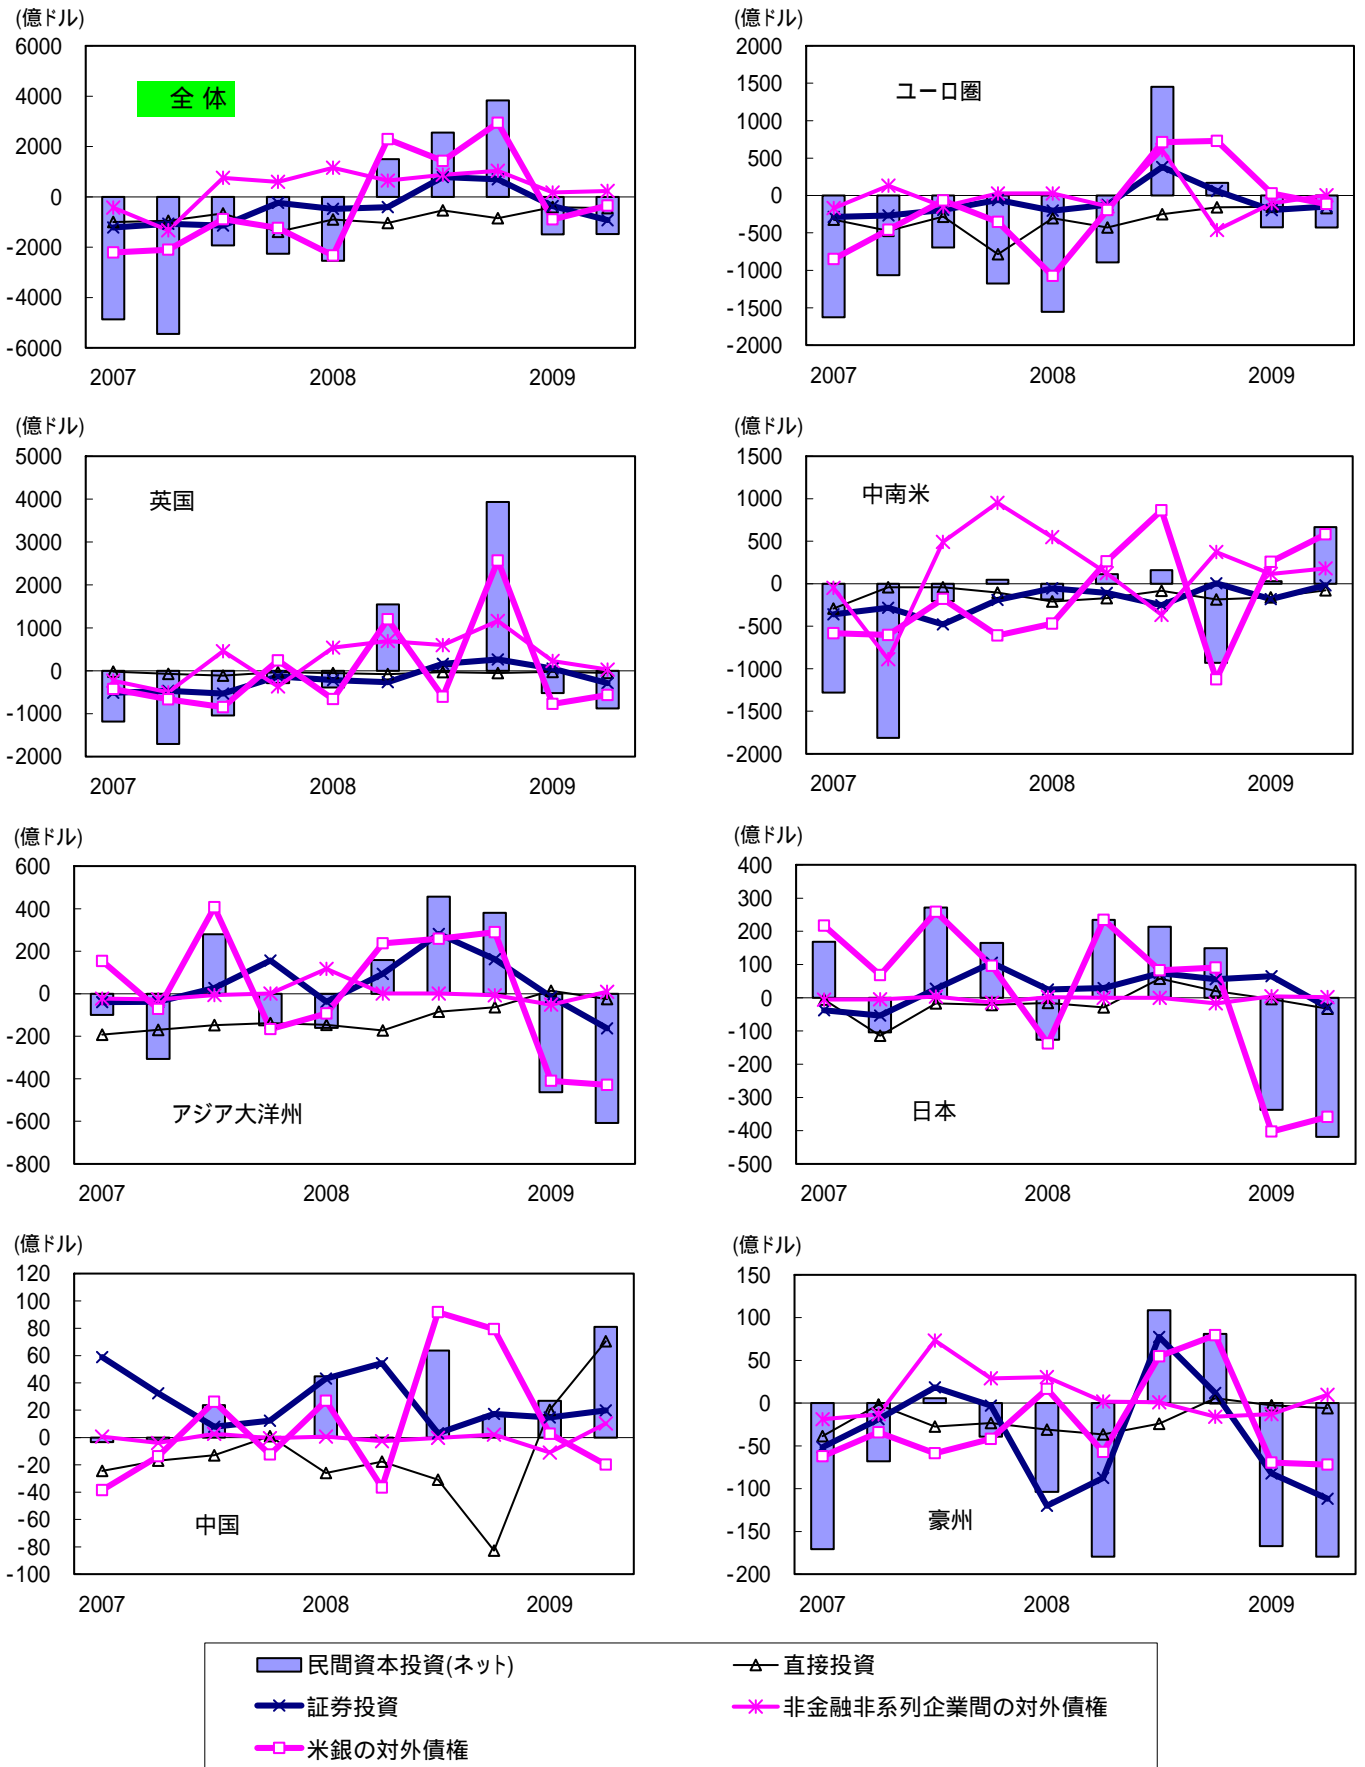 (億ドル)
6000
4000
2000
0
-2000
-4000
-6000
全 体
2007 2008 2009
(億ドル)
2000
1500
1000
500
0
-500
-1000
-1500
-2000
ユーロ圏
2007 2008 2009
(億ドル)
5000
4000
3000
2000
1000
0
-1000
-2000
英国
2007 2008 2009
(億ドル)
1500
1000
500
0
-500
-1000
-1500
-2000
中南米
2007 2008 2009
(億ドル)
600
400
200
0
-200
-400
-600
-800
アジア大洋州
2007 2008 2009
(億ドル)
400
300
200
100
0
-100
-200
-300
-400
-500
日本
2007 2008 2009
(億ドル)
120
100
80
60
40
20
0
-20
-40
-60
-80
-100
中国
2007 2008 2009
(億ドル)
150
100
50
0
-50
-100
-150
-200
豪州
2007 2008 2009
民間資本投資(ネット)
直接投資
証券投資
非金融非系列企業間の対外債権
米銀の対外債権